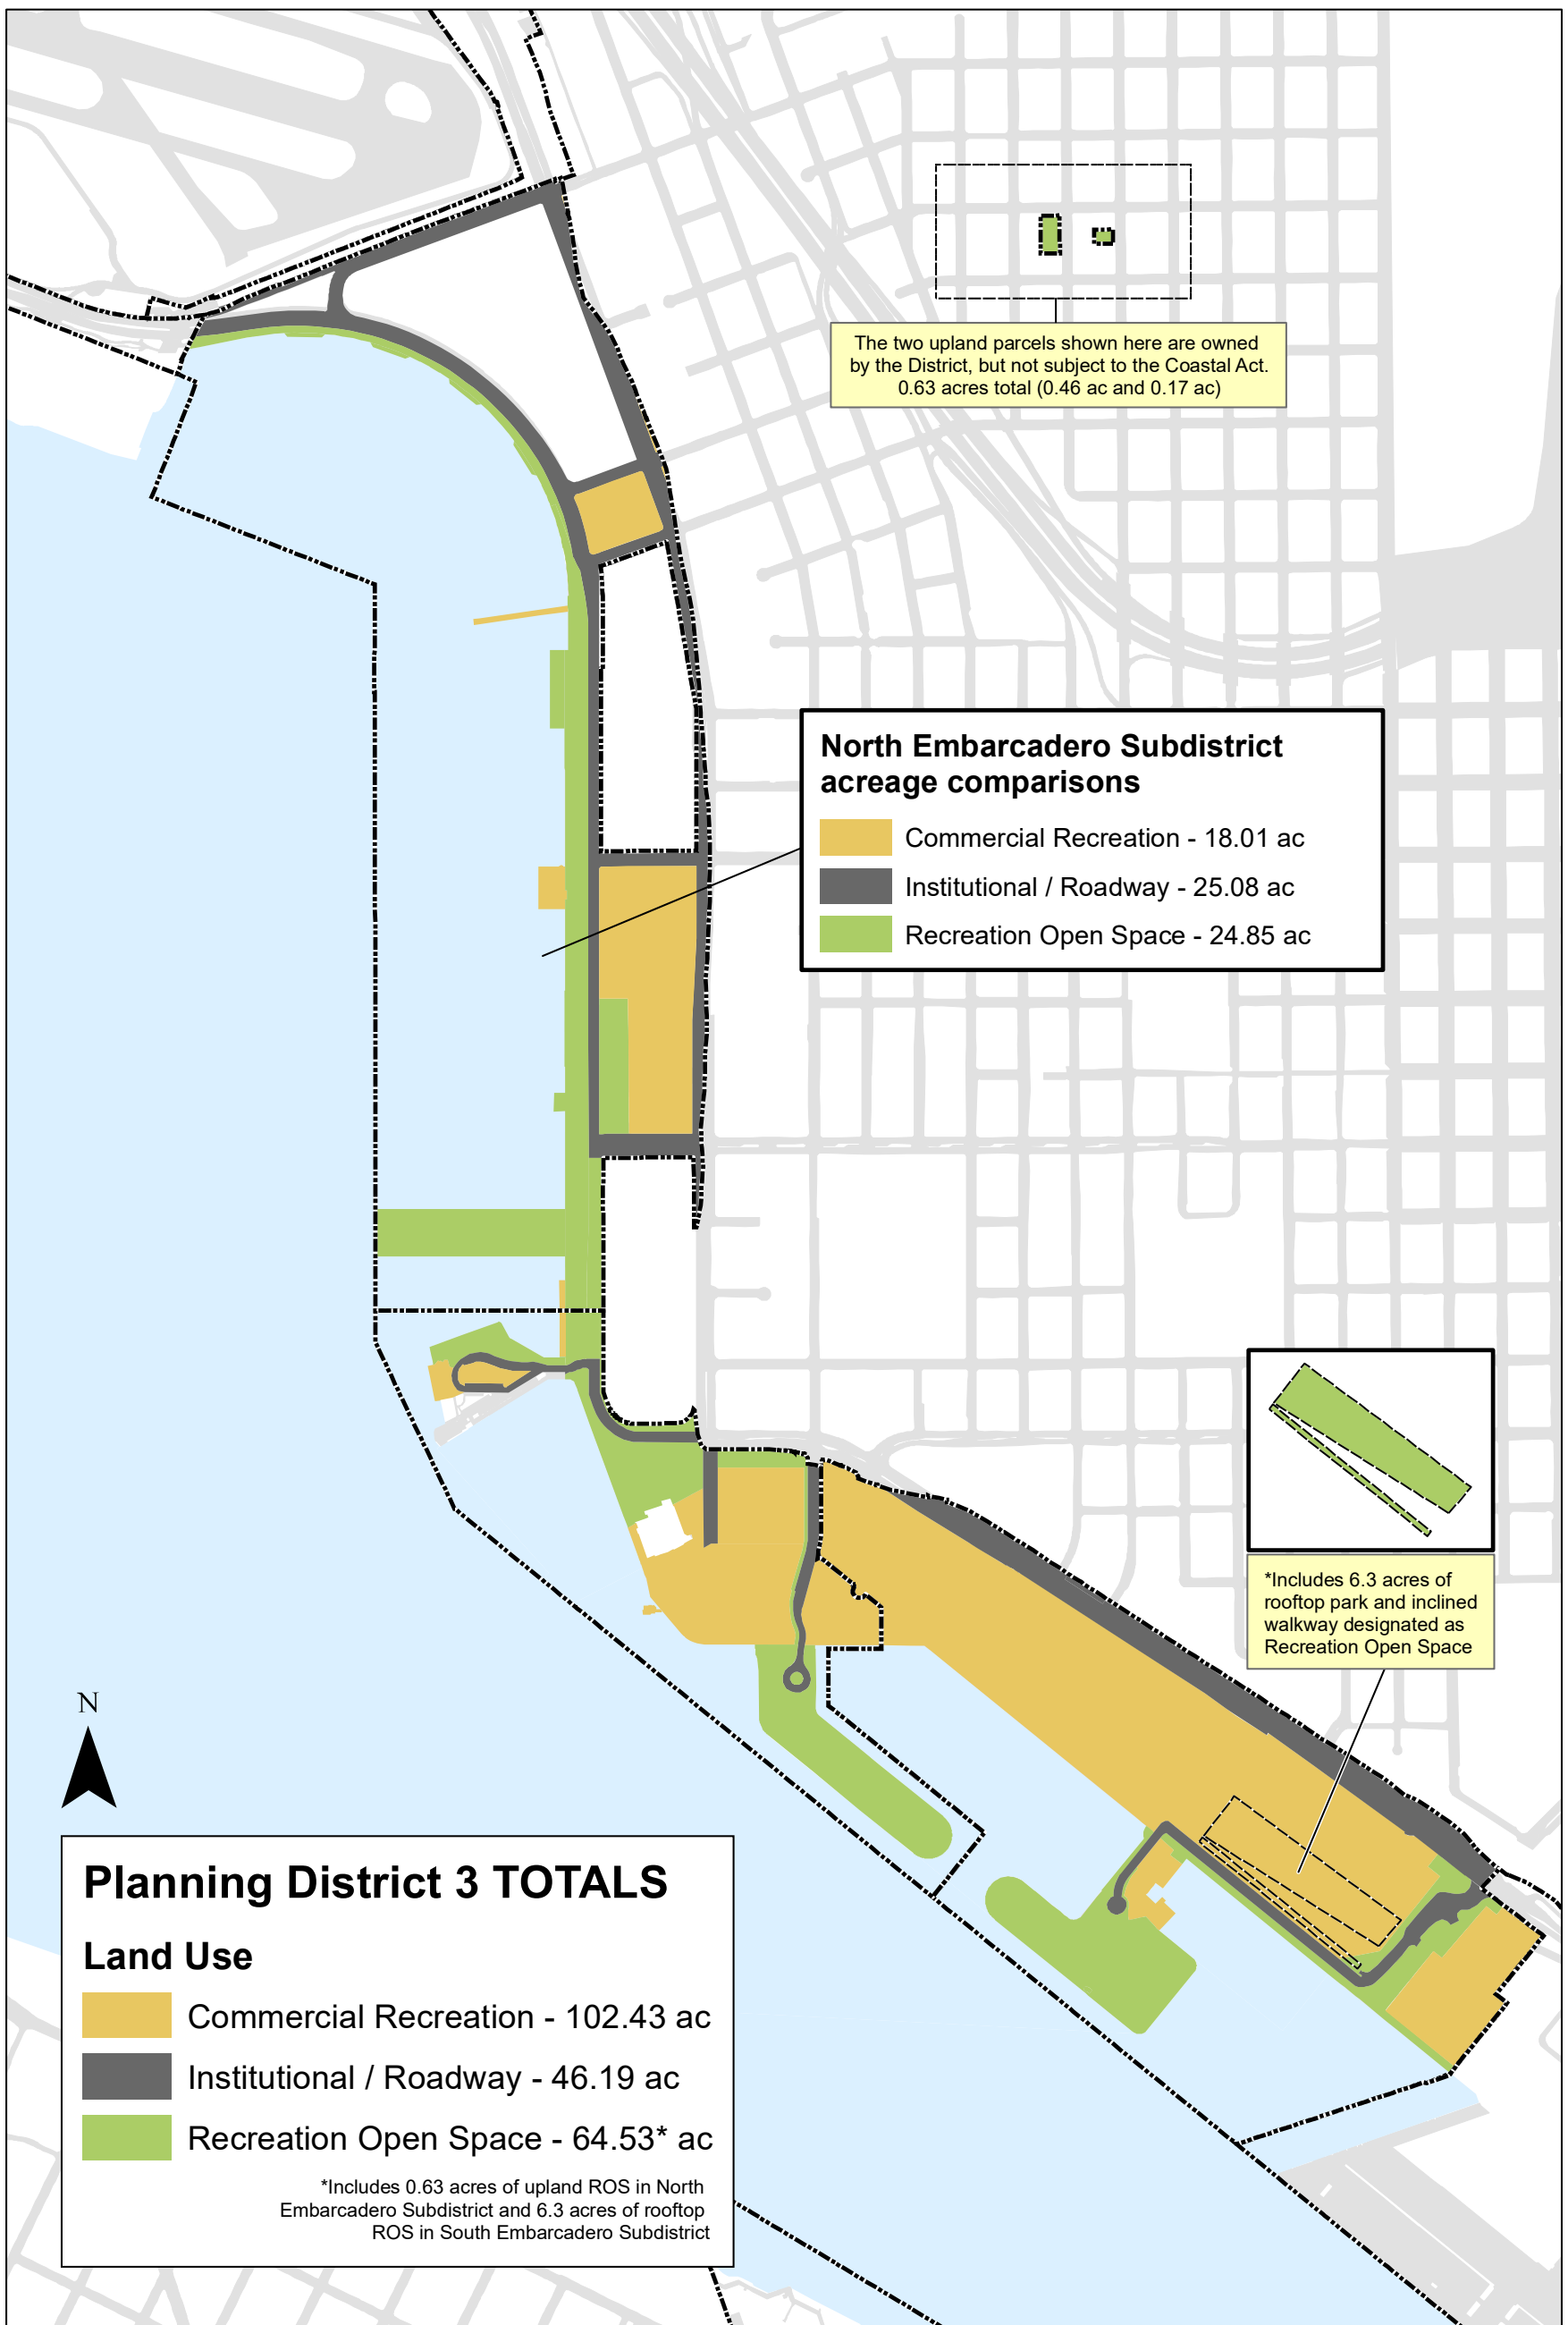 The two upland parcels shown here are owned
by the District, but not subject to the Coastal Act.
0.63 acres total (0.46 ac and 0.17 ac)
North Embarcadero Subdistrict
acreage comparisons
Commercial Recreation - 18.01 ac
Institutional / Roadway - 25.08 ac
Recreation Open Space - 24.85 ac
*Includes 6.3 acres of
rooftop park and inclined
walkway designated as
Recreation Open Space
N
Planning District 3 TOTALS
Land Use
Commercial Recreation - 102.43 ac
Institutional / Roadway - 46.19 ac
Recreation Open Space - 64.53* ac
*Includes 0.63 acres of upland ROS in North
Embarcadero Subdistrict and 6.3 acres of rooftop
ROS in South Embarcadero Subdistrict